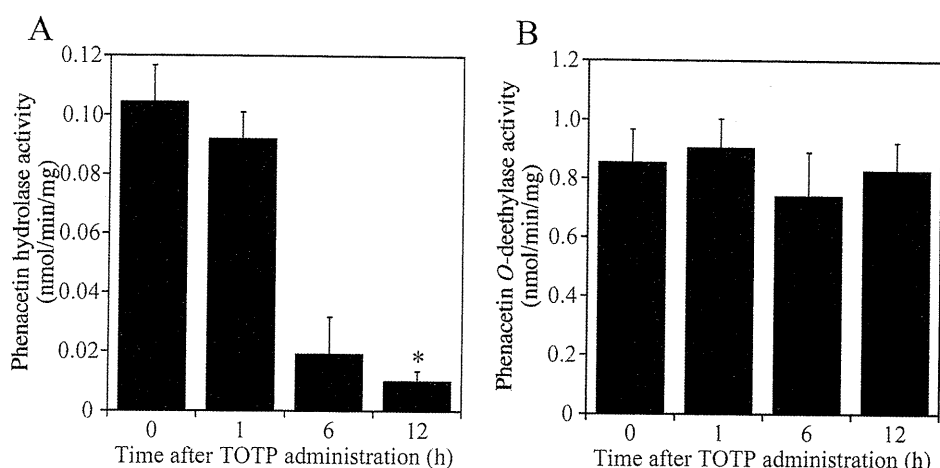 A
Phenacetin hydrolase activity
(nmol/min/mg)
0.12
0.10
0.08
0.06
0.04
0.02
0
*
0 1 6 12
Time after TOTP administration (h)
B
Phenacetin O-deethylase activity
(nmol/min/mg)
1.2
1.0
0.8
0.6
0.4
0.2
0
0 1 6 12
Time after TOTP administration (h)